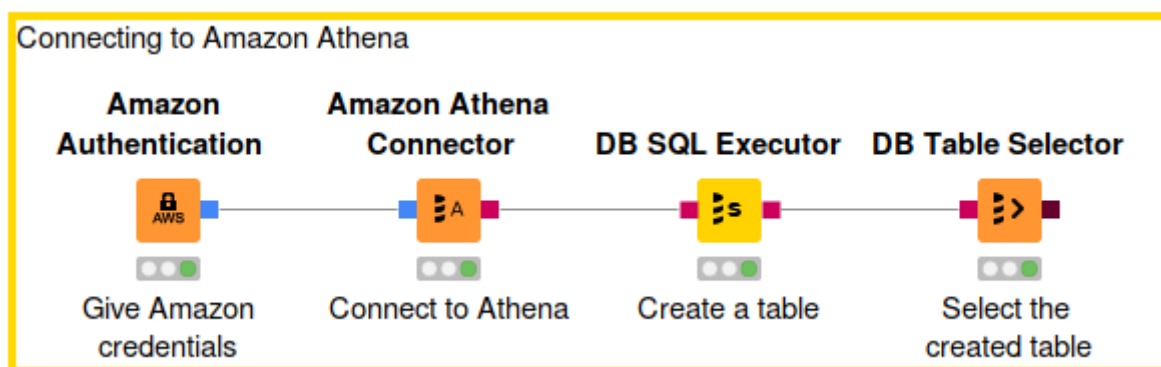 Connecting to Amazon Athena
Amazon
Authentication
Amazon Athena
Connector
DB SQL Executor
DB Table Selector
AWS
A
s
Give Amazon
credentials
Connect to Athena
Create a table
Select the
created table